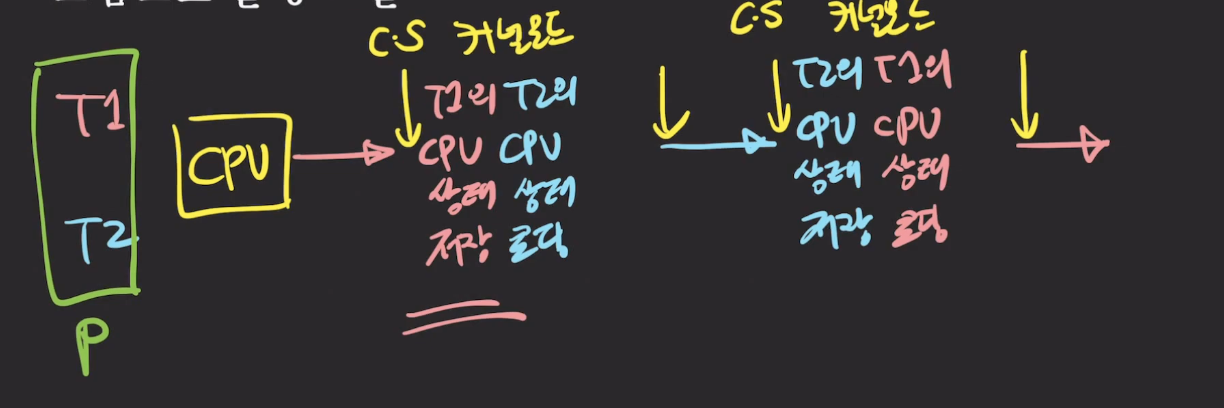 C.S 커널모드
C.S 커널모드
T1
T2
P
CPU
T1의 T2의
CPU CPU
상태 상태
저장 로딩
T2의 T1의
CPU CPU
상태 상태
저장 로딩